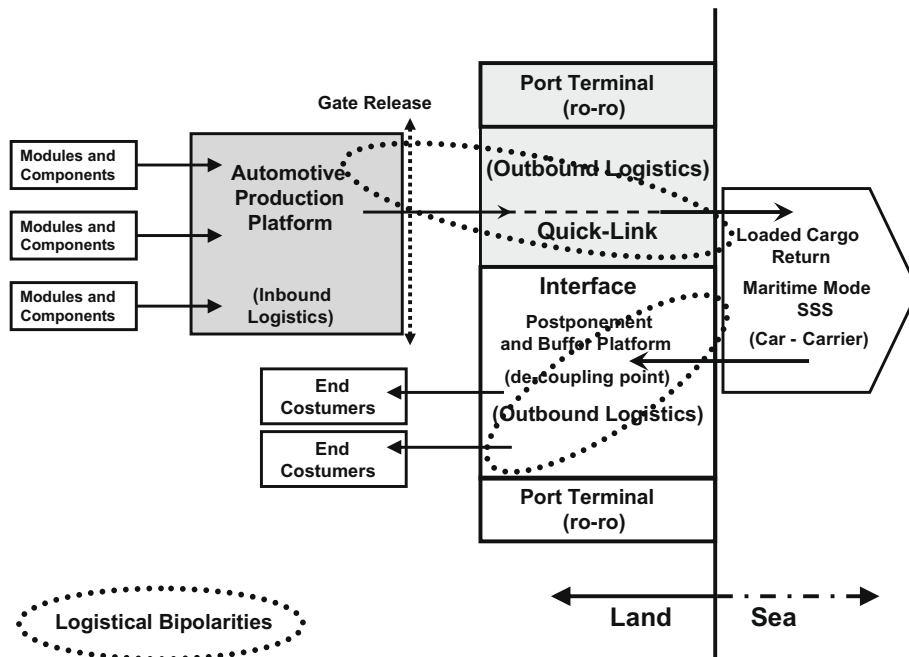 Port Terminal
(ro-ro)
Gate Release
Modules and
Components
Modules and
Components
Modules and
Components
Automotive
Production
Platform
(Inbound
Logistics)
(Outbound Logistics)
Quick-Link
Interface
Postponement
and Buffer Platform
(de-coupling point)
(Outbound Logistics)
Port Terminal
(ro-ro)
Loaded Cargo
Return
Maritime Mode
SSS
(Car - Carrier)
End
Costumers
End
Costumers
Logistical Bipolarities
Land
Sea